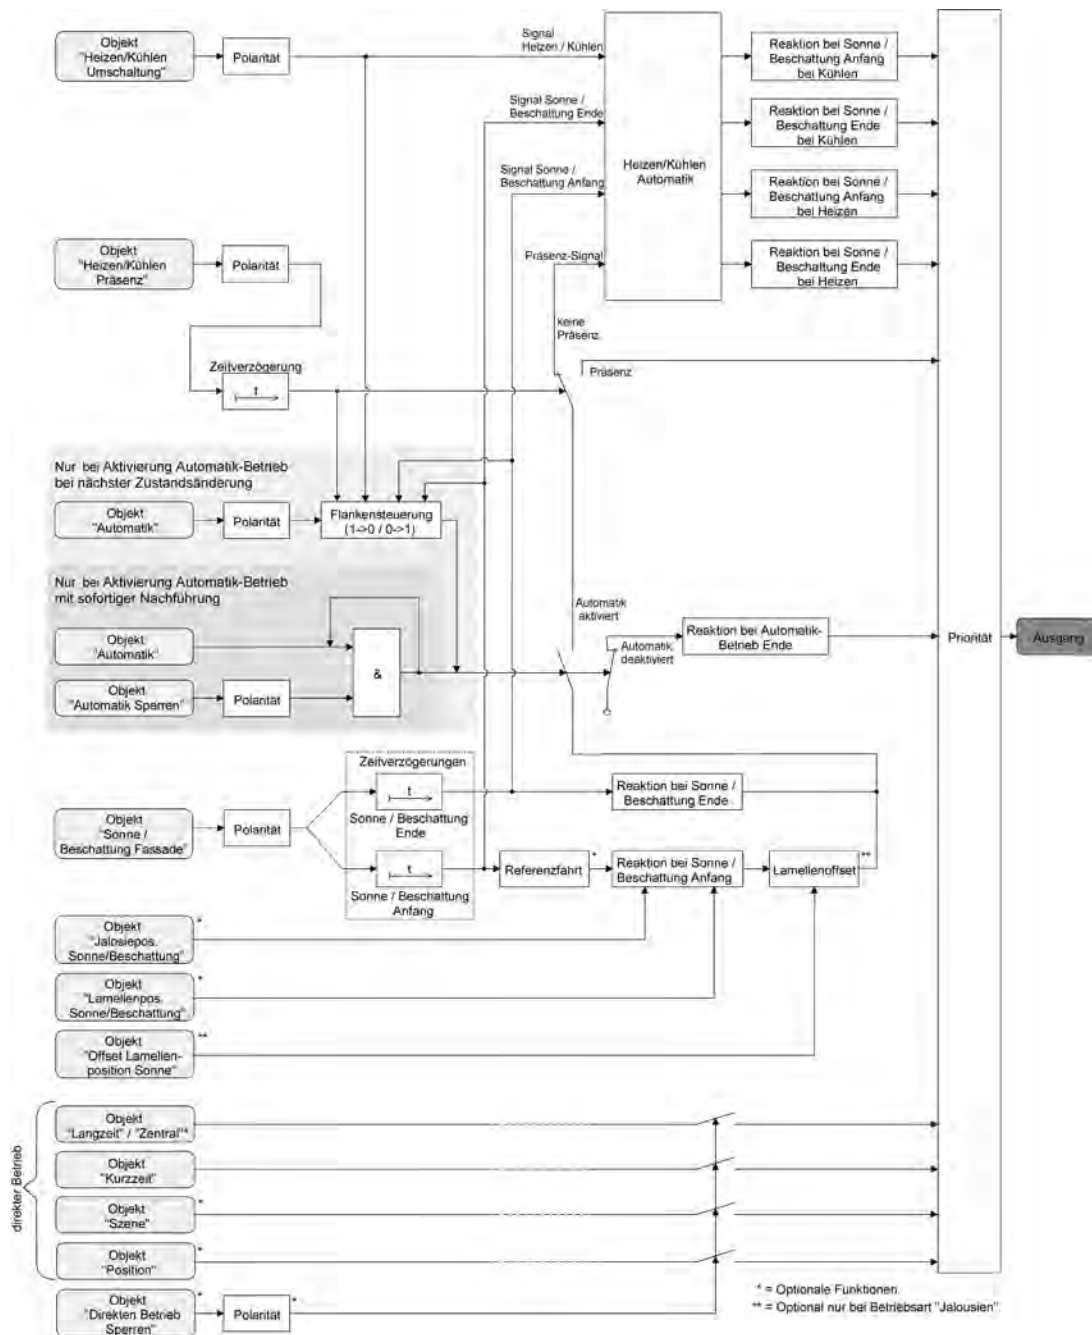 Objekt
"Heizen/Kühlen
Umschaltung"
Polarität
Signal
Heizen / Kühlen
Signal Sonne /
Beschattung Ende
Signal Sonne /
Beschattung Anfang
Präsenz-Signal
Heizen/Kühlen
Automatik
Reaktion bei Sonne /
Beschattung Anfang
bei Kühlen
Reaktion bei Sonne /
Beschattung Ende
bei Kühlen
Reaktion bei Sonne /
Beschattung Anfang
bei Heizen
Reaktion bei Sonne /
Beschattung Ende
bei Heizen
Objekt
"Heizen/Kühlen
Präsenz"
Polarität
keine
Präsenz
Präsenz
Zeitverzögerung
t
Nur bei Aktivierung Automatik-Betrieb
bei nächster Zustandsänderung
Objekt
"Automatik"
Polarität
Flankensteuerung
(1->0 / 0->1)
Nur bei Aktivierung Automatik-Betrieb
mit sofortiger Nachführung
Objekt
"Automatik"
Objekt
"Automatik Sperren"
Polarität
&
Automatik
aktiviert
Automatik
deaktiviert
Reaktion bei Automatik-
Betrieb Ende
Priorität
Ausgang
Zeitverzögerungen
t
Sonne / Beschattung
Ende
t
Sonne / Beschattung
Anfang
Objekt
"Sonne /
Beschattung Fassade"
Polarität
Reaktion bei Sonne /
Beschattung Ende
Referenzfahrt
*
Reaktion bei Sonne /
Beschattung Anfang
Lamellenoffset
**
Objekt
"Jalosiepos.
Sonne/Beschattung"
*
Objekt
"Lamellenpos.
Sonne/Beschattung"
*
Objekt
"Offset Lamellen-
position Sonne"
**
direkter Betrieb
Objekt
"Langzeit" / "Zentral"*
Objekt
"Kurzzeit"
Objekt
"Szene"
*
Objekt
"Position"
*
Objekt
"Direkten Betrieb
Sperren"
*
Polarität
*
* = Optionale Funktionen
** = Optional nur bei Betriebsart "Jalousien"